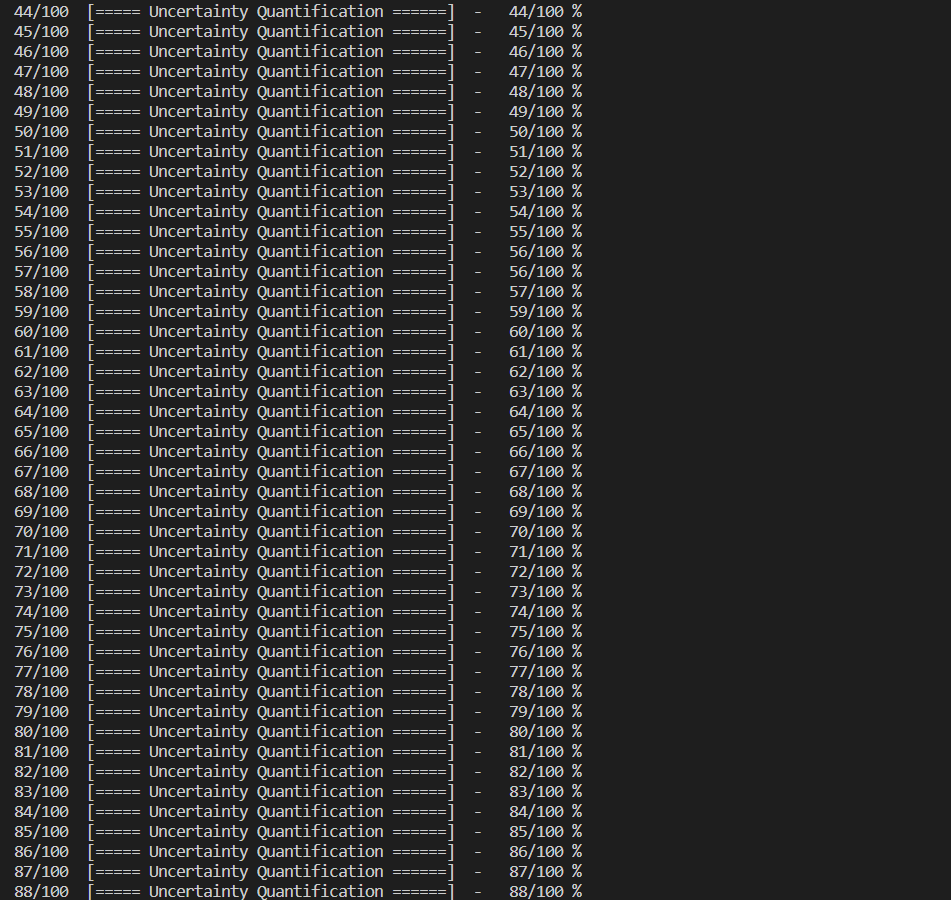 44/100  [===== Uncertainty Quantification ======]  -   44/100 %
45/100  [===== Uncertainty Quantification ======]  -   45/100 %
46/100  [===== Uncertainty Quantification ======]  -   46/100 %
47/100  [===== Uncertainty Quantification ======]  -   47/100 %
48/100  [===== Uncertainty Quantification ======]  -   48/100 %
49/100  [===== Uncertainty Quantification ======]  -   49/100 %
50/100  [===== Uncertainty Quantification ======]  -   50/100 %
51/100  [===== Uncertainty Quantification ======]  -   51/100 %
52/100  [===== Uncertainty Quantification ======]  -   52/100 %
53/100  [===== Uncertainty Quantification ======]  -   53/100 %
54/100  [===== Uncertainty Quantification ======]  -   54/100 %
55/100  [===== Uncertainty Quantification ======]  -   55/100 %
56/100  [===== Uncertainty Quantification ======]  -   56/100 %
57/100  [===== Uncertainty Quantification ======]  -   56/100 %
58/100  [===== Uncertainty Quantification ======]  -   57/100 %
59/100  [===== Uncertainty Quantification ======]  -   59/100 %
60/100  [===== Uncertainty Quantification ======]  -   60/100 %
61/100  [===== Uncertainty Quantification ======]  -   61/100 %
62/100  [===== Uncertainty Quantification ======]  -   62/100 %
63/100  [===== Uncertainty Quantification ======]  -   63/100 %
64/100  [===== Uncertainty Quantification ======]  -   64/100 %
65/100  [===== Uncertainty Quantification ======]  -   65/100 %
66/100  [===== Uncertainty Quantification ======]  -   66/100 %
67/100  [===== Uncertainty Quantification ======]  -   67/100 %
68/100  [===== Uncertainty Quantification ======]  -   68/100 %
69/100  [===== Uncertainty Quantification ======]  -   69/100 %
70/100  [===== Uncertainty Quantification ======]  -   70/100 %
71/100  [===== Uncertainty Quantification ======]  -   71/100 %
72/100  [===== Uncertainty Quantification ======]  -   72/100 %
73/100  [===== Uncertainty Quantification ======]  -   73/100 %
74/100  [===== Uncertainty Quantification ======]  -   74/100 %
75/100  [===== Uncertainty Quantification ======]  -   75/100 %
76/100  [===== Uncertainty Quantification ======]  -   76/100 %
77/100  [===== Uncertainty Quantification ======]  -   77/100 %
78/100  [===== Uncertainty Quantification ======]  -   78/100 %
79/100  [===== Uncertainty Quantification ======]  -   79/100 %
80/100  [===== Uncertainty Quantification ======]  -   80/100 %
81/100  [===== Uncertainty Quantification ======]  -   81/100 %
82/100  [===== Uncertainty Quantification ======]  -   82/100 %
83/100  [===== Uncertainty Quantification ======]  -   83/100 %
84/100  [===== Uncertainty Quantification ======]  -   84/100 %
85/100  [===== Uncertainty Quantification ======]  -   85/100 %
86/100  [===== Uncertainty Quantification ======]  -   86/100 %
87/100  [===== Uncertainty Quantification ======]  -   87/100 %
88/100  [===== Uncertainty Quantification ======]  -   88/100 %